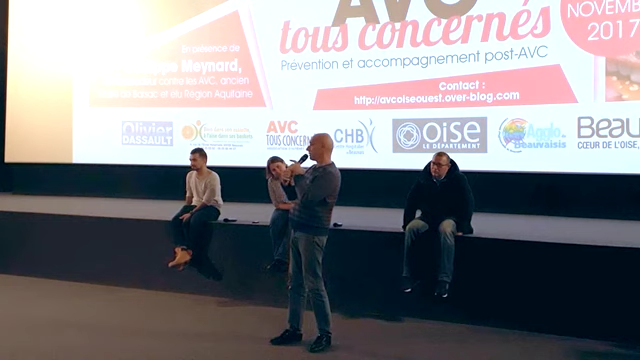 AVC
tous concernés
NOVEMB
2017
Prévention et accompagnement post-AVC
En présence de
Meynard,
contre les AVC, ancien
et élu Région Aquitaine
Contact :
http://avcoiseouest.over-blog.com
Olivier
DASSAULT
AVC
TOUS CONCERN
CHB
Oise
LE DÉPARTEMENT
Agglo
Beauvaisis
Beau
CŒUR DE L'OISE,